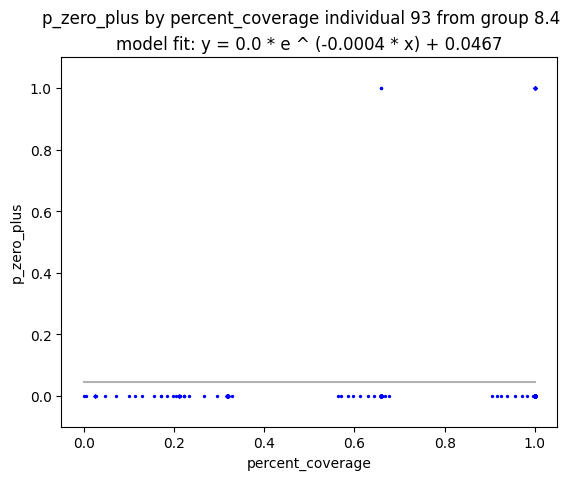 p_zero_plus by percent_coverage individual 93 from group 8.4
model fit: y = 0.0 * e ^ (-0.0004 * x) + 0.0467
1.0
0.8
0.6
0.4
0.2
0.0
p_zero_plus
0.0 0.2 0.4 0.6 0.8 1.0
percent_coverage